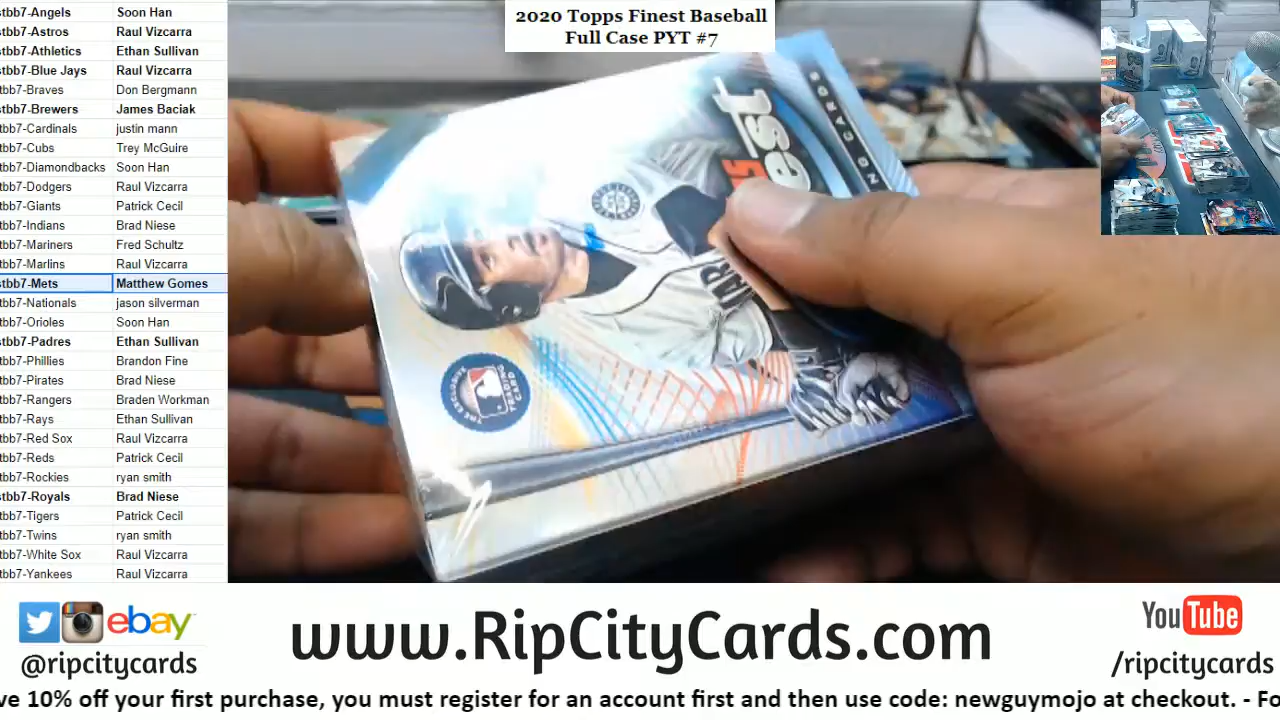 tbb7-Angels Soon Han
tbb7-Astros Raul Vizcarra
tbb7-Athletics Ethan Sullivan
tbb7-Blue Jays Raul Vizcarra
tbb7-Braves Don Bergmann
tbb7-Brewers James Baciak
tbb7-Cardinals justin mann
tbb7-Cubs Trey McGuire
tbb7-Diamondbacks Soon Han
tbb7-Dodgers Raul Vizcarra
tbb7-Giants Patrick Cecil
tbb7-Indians Brad Niese
tbb7-Mariners Fred Schultz
tbb7-Marlins Raul Vizcarra
tbb7-Mets Matthew Gomes
tbb7-Nationals jason silverman
tbb7-Orioles Soon Han
tbb7-Padres Ethan Sullivan
tbb7-Phillies Brandon Fine
tbb7-Pirates Brad Niese
tbb7-Rangers Braden Workman
tbb7-Rays Ethan Sullivan
tbb7-Red Sox Raul Vizcarra
tbb7-Reds Patrick Cecil
tbb7-Rockies ryan smith
tbb7-Royals Brad Niese
tbb7-Tigers Patrick Cecil
tbb7-Twins ryan smith
tbb7-White Sox Raul Vizcarra
tbb7-Yankees Raul Vizcarra
2020 Topps Finest Baseball
Full Case PYT #7
THE EXCLUSIVE
TRADING CARD
CARDS
ebay
@ripcitycards
www.RipCityCards.com
YouTube
/ripcitycards
ve 10% off your first purchase, you must register for an account first and then use code: newguymojo at checkout. - Fo